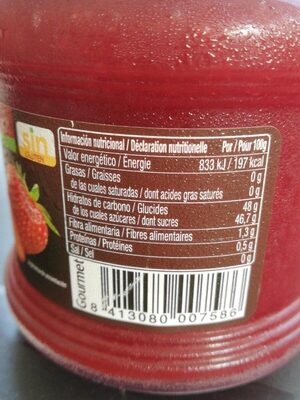 sin
GLUTEN
Información nutricional / Déclaration nutritionelle Por / Pour 100g
Valor energético / Énergie 833 kJ / 197 kcal
Grasas / Graisses 0 g
de las cuales saturadas / dont acides gras saturés 0 g
Hidratos de carbono / Glucides 48 g
de los cuales azúcares / dont sucres 46,7 g
Fibra alimentaria / Fibres alimentaires 1,3 g
Proteínas / Protéines 0,5 g
Sal / Sel 0g
Gourmet
8 413080 007586